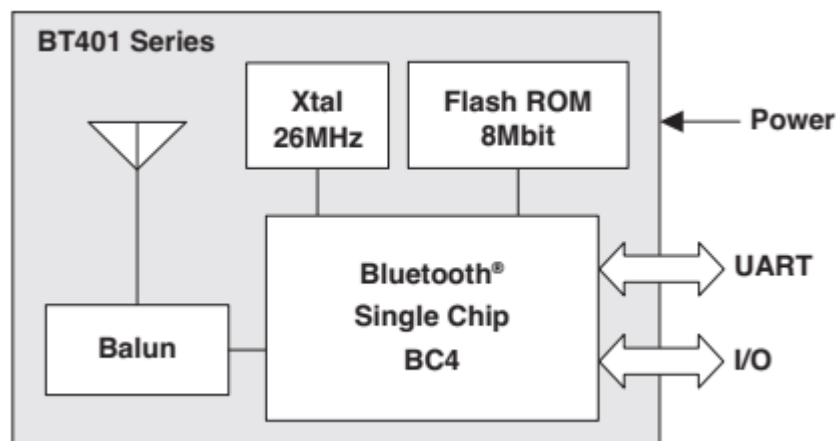 BT401 Series
Xtal
26MHz
Flash ROM
8Mbit
Power
Bluetooth®
Single Chip
BC4
UART
Balun
I/O